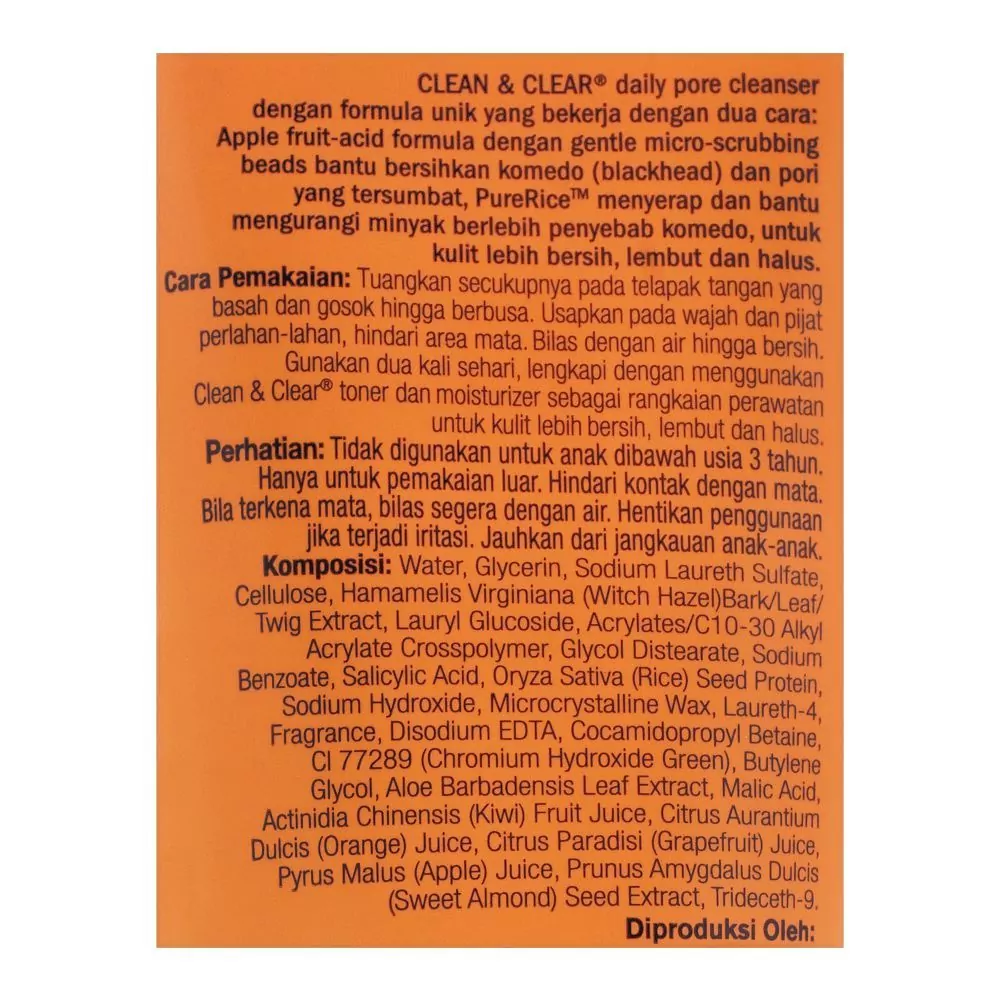 CLEAN & CLEAR® daily pore cleanser
dengan formula unik yang bekerja dengan dua cara:
Apple fruit-acid formula dengan gentle micro-scrubbing
beads bantu bersihkan komedo (blackhead) dan pori
yang tersumbat, PureRice™ menyerap dan bantu
mengurangi minyak berlebih penyebab komedo, untuk
kulit lebih bersih, lembut dan halus.
Cara Pemakaian: Tuangkan secukupnya pada telapak tangan yang
basah dan gosok hingga berbusa. Usapkan pada wajah dan pijat
perlahan-lahan, hindari area mata. Bilas dengan air hingga bersih.
Gunakan dua kali sehari, lengkapi dengan menggunakan
Clean & Clear® toner dan moisturizer sebagai rangkaian perawatan
untuk kulit lebih bersih, lembut dan halus.
Perhatian: Tidak digunakan untuk anak dibawah usia 3 tahun.
Hanya untuk pemakaian luar. Hindari kontak dengan mata.
Bila terkena mata, bilas segera dengan air. Hentikan penggunaan
jika terjadi iritasi. Jauhkan dari jangkauan anak-anak.
Komposisi: Water, Glycerin, Sodium Laureth Sulfate,
Cellulose, Hamamelis Virginiana (Witch Hazel)Bark/Leaf/
Twig Extract, Lauryl Glucoside, Acrylates/C10-30 Alkyl
Acrylate Crosspolymer, Glycol Distearate, Sodium
Benzoate, Salicylic Acid, Oryza Sativa (Rice) Seed Protein,
Sodium Hydroxide, Microcrystalline Wax, Laureth-4,
Fragrance, Disodium EDTA, Cocamidopropyl Betaine,
CI 77289 (Chromium Hydroxide Green), Butylene
Glycol, Aloe Barbadensis Leaf Extract, Malic Acid,
Actinidia Chinensis (Kiwi) Fruit Juice, Citrus Aurantium
Dulcis (Orange) Juice, Citrus Paradisi (Grapefruit) Juice,
Pyrus Malus (Apple) Juice, Prunus Amygdalus Dulcis
(Sweet Almond) Seed Extract, Trideceth-9.
Diproduksi Oleh: